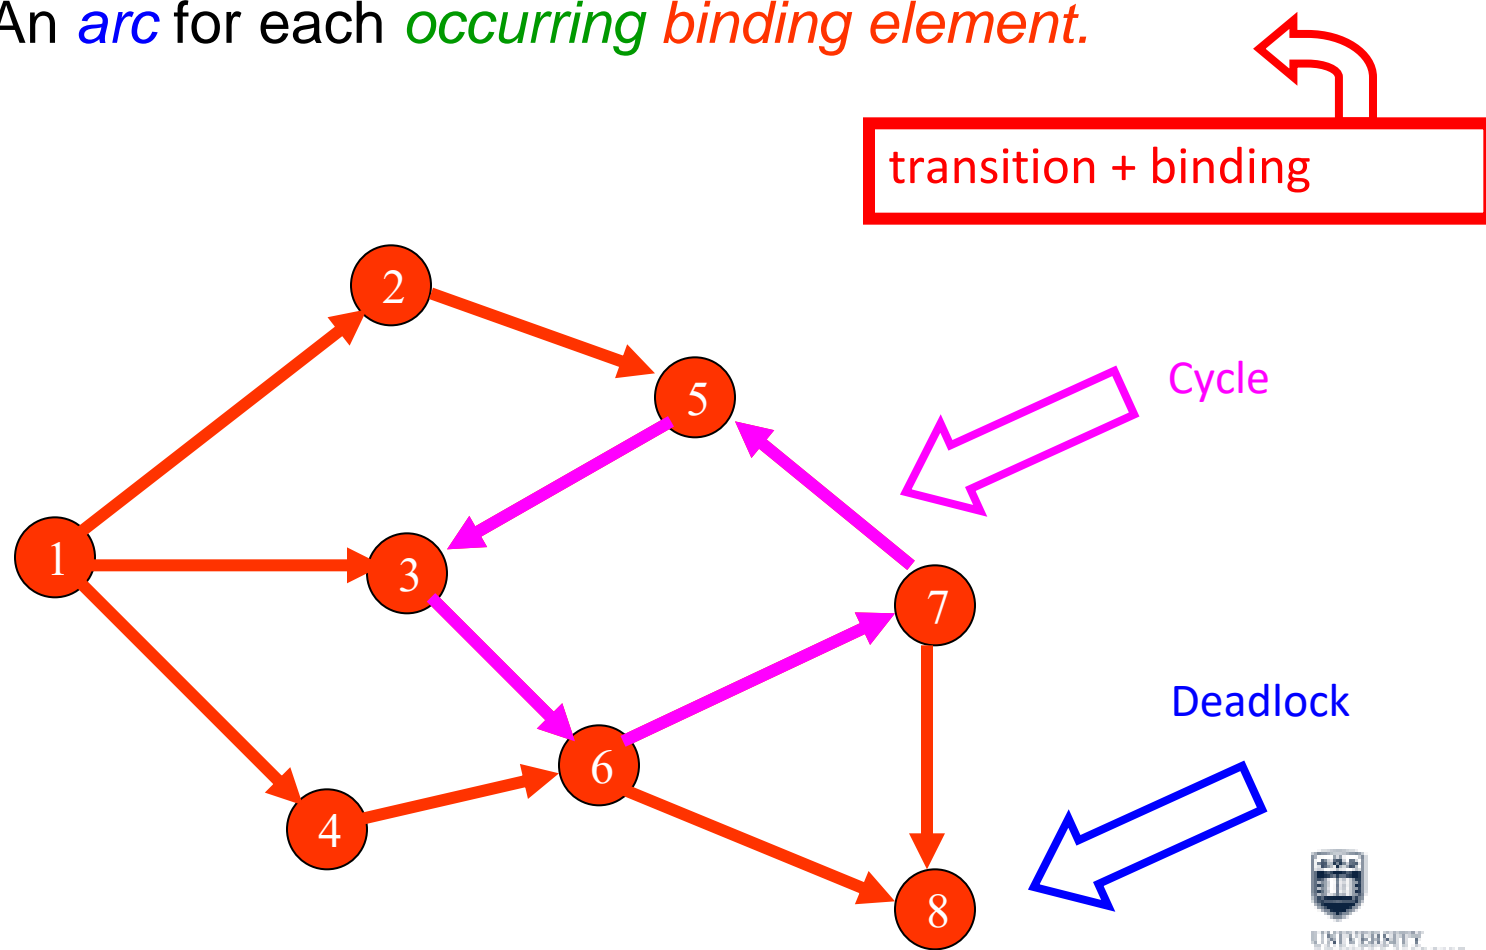 An arc for each occurring binding element.
transition + binding
2
Cycle
5
1
3
7
Deadlock
6
4
8
UNIVERSITY